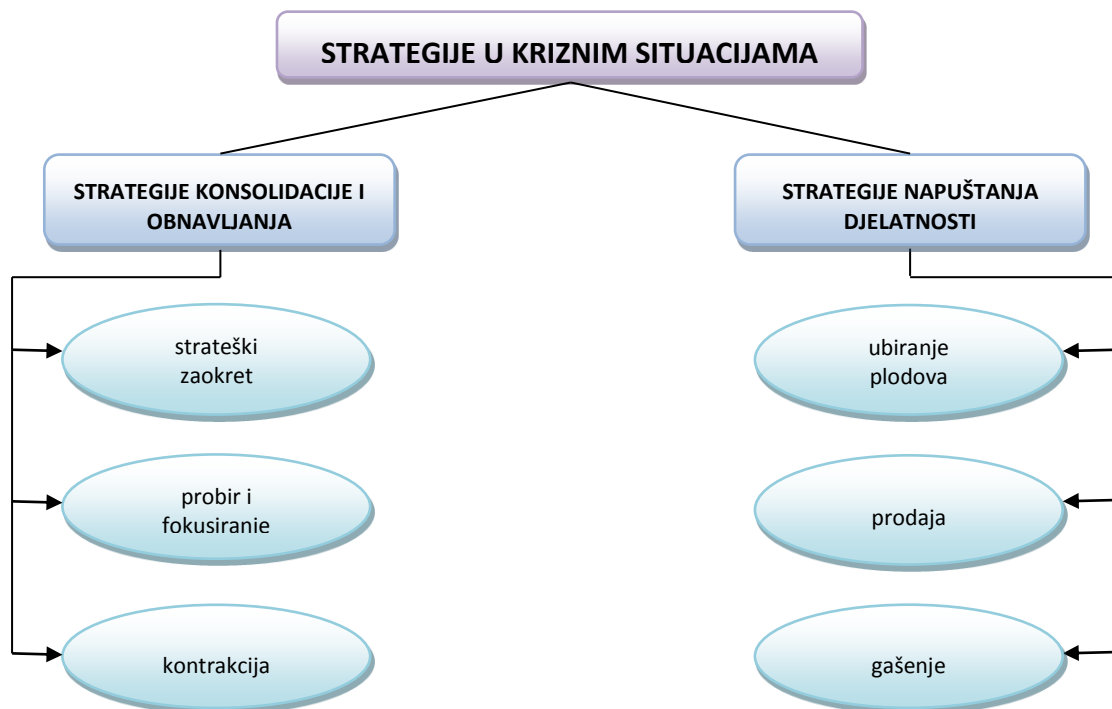 STRATEGIJE U KRIZNIM SITUACIJAMA
STRATEGIJE KONSOLIDACIJE I
OBNAVLJANJA
STRATEGIJE NAPUŠTANJA
DJELATNOSTI
strateški
zaokret
ubiranje
plodova
probir i
fokusiranie
prodaja
kontrakcija
gašenje